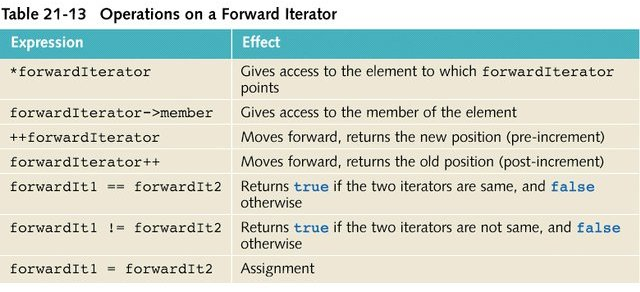 Table 21-13 Operations on a Forward Iterator
Expression Effect
*forwardIterator Gives access to the element to which forwardIterator
points
forwardIterator->member Gives access to the member of the element
++forwardIterator Moves forward, returns the new position (pre-increment)
forwardIterator++ Moves forward, returns the old position (post-increment)
forwardIt1 == forwardIt2 Returns true if the two iterators are same, and false
otherwise
forwardIt1 != forwardIt2 Returns true if the two iterators are not same, and false
otherwise
forwardIt1 = forwardIt2 Assignment